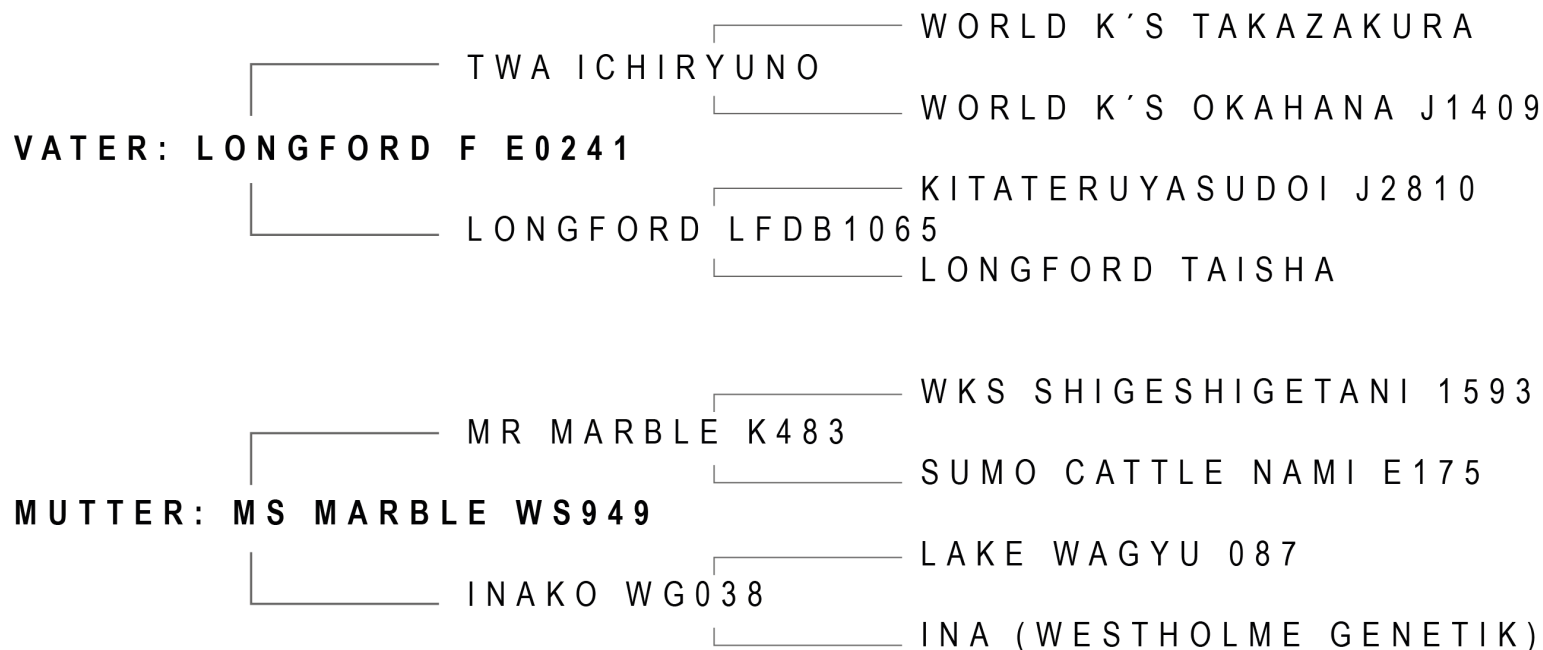 WORLD K´S TAKAZAKURA
TWA ICHIRYUNO
WORLD K´S OKAHANA J1409
VATER: LONGFORD F E0241
KITATERUYASUDOI J2810
LONGFORD LFDB1065
LONGFORD TAISHA
WKS SHIGESHIGETANI 1593
MR MARBLE K483
SUMO CATTLE NAMI E175
MUTTER: MS MARBLE WS949
LAKE WAGYU 087
INAKO WG038
INA (WESTHOLME GENETIK)